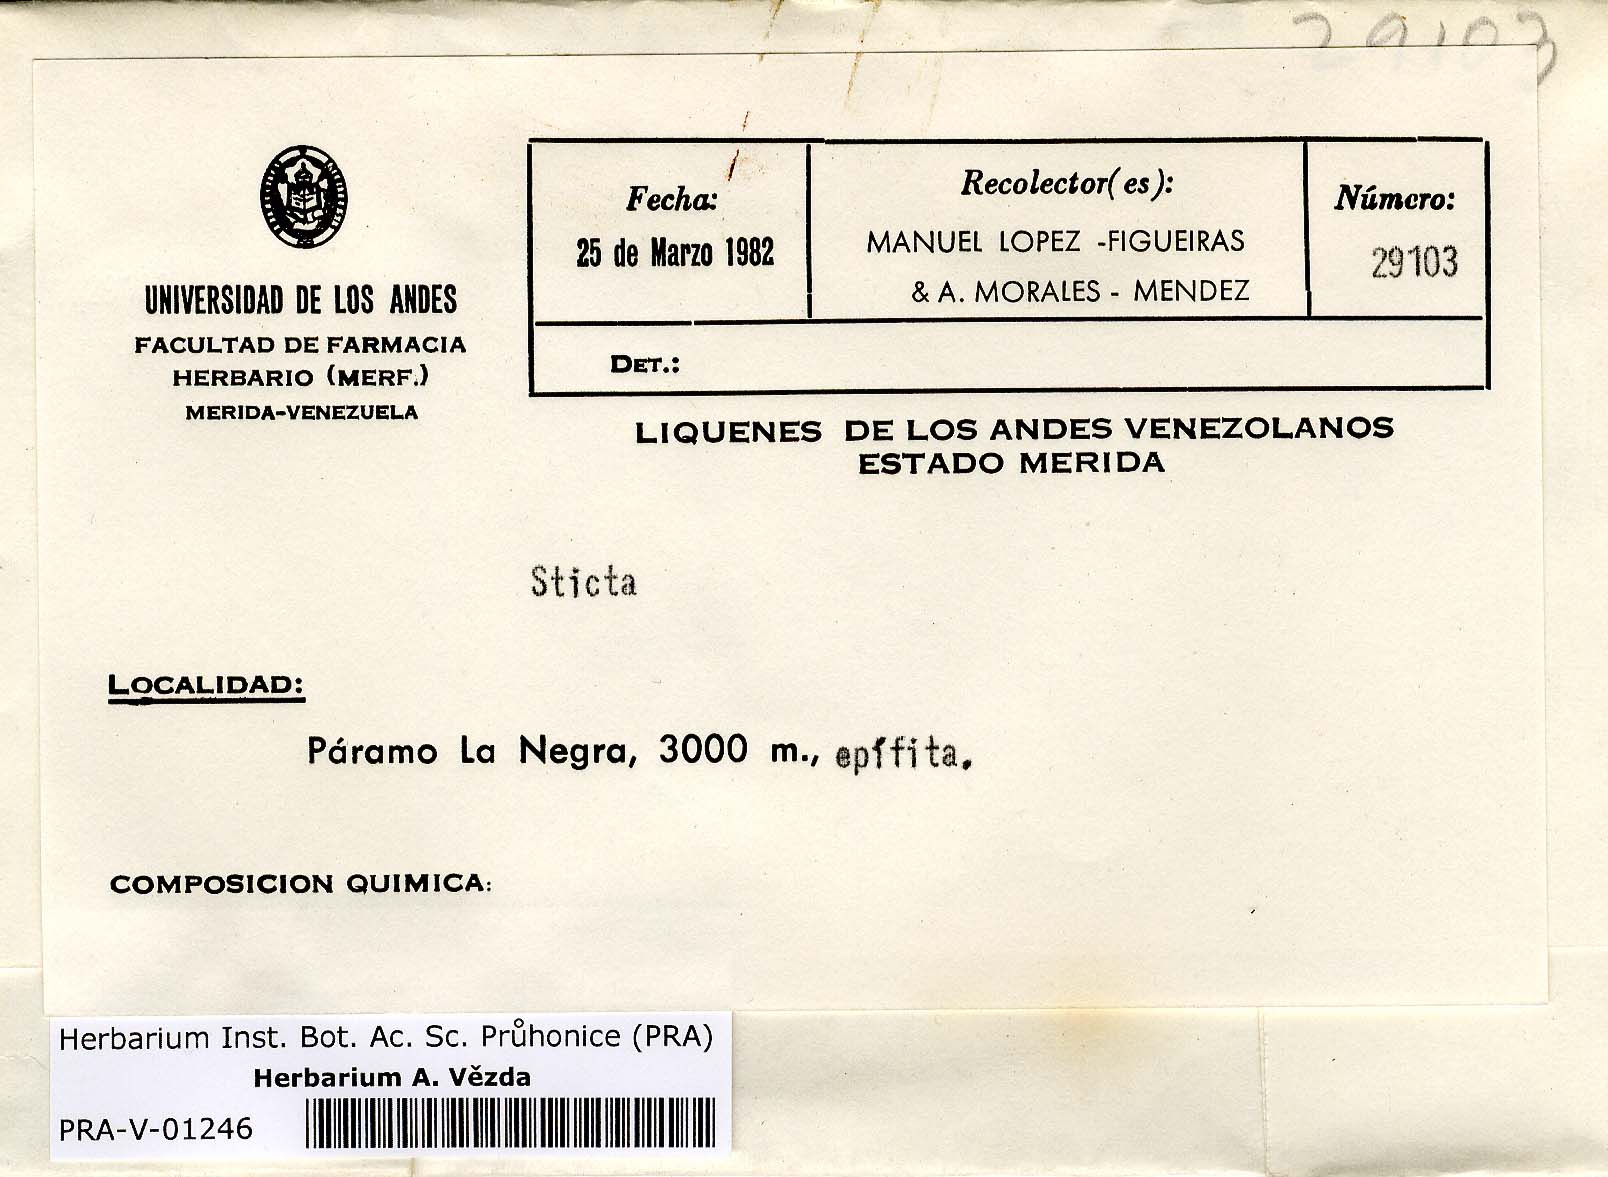 29103
UNIVERSIDAD DE LOS ANDES
FACULTAD DE FARMACIA
HERBARIO (MERF.)
MERIDA-VENEZUELA
Fecha:
25 de Marzo 1982
Recolector(es):
MANUEL LOPEZ -FIGUEIRAS
& A. MORALES - MENDEZ
Número:
29103
DET.:
LIQUENES DE LOS ANDES VENEZOLANOS
ESTADO MERIDA
Sticta
LOCALIDAD:
Páramo La Negra, 3000 m., epífita.
COMPOSICION QUIMICA:
Herbarium Inst. Bot. Ac. Sc. Průhonice (PRA)
Herbarium A. Vězda
PRA-V-01246